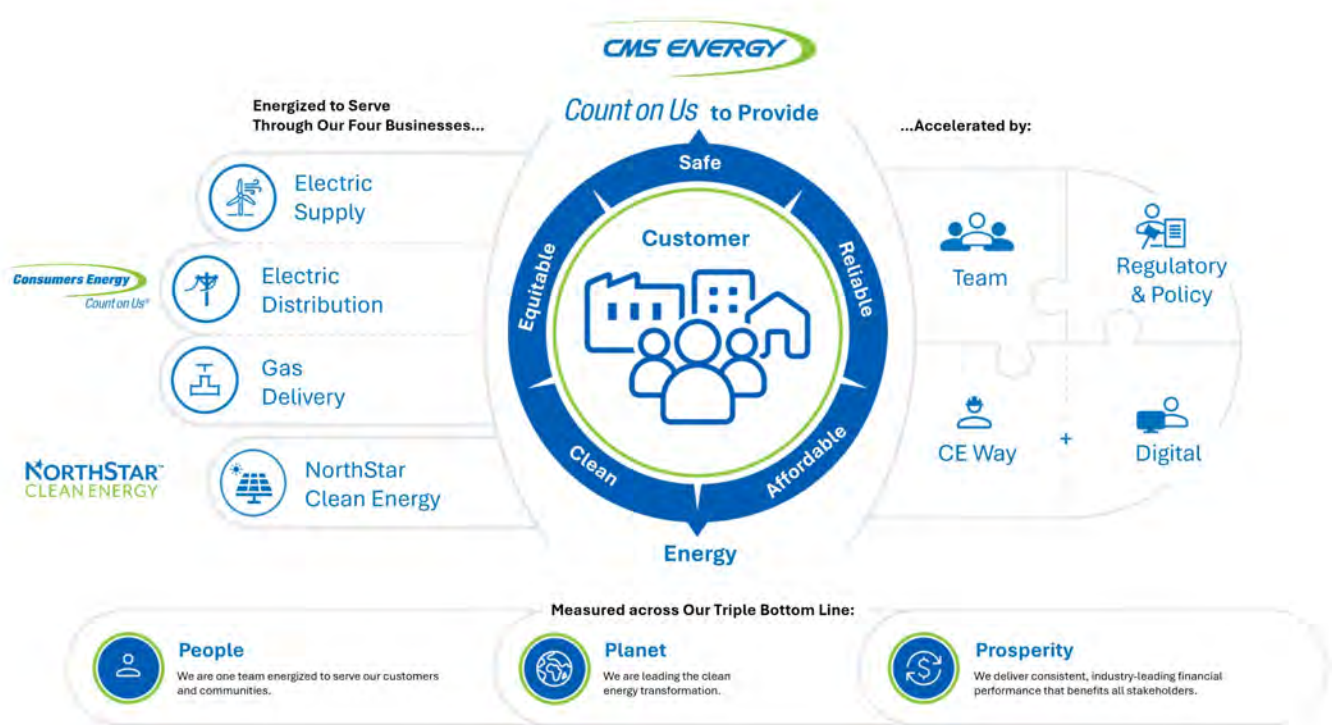 CMS ENERGY
Energized to Serve
Through Our Four Businesses...
Count on Us to Provide
...Accelerated by:
Electric
Supply
Consumers Energy
Count on Us®
Electric
Distribution
Gas
Delivery
NORTHSTAR™
CLEAN ENERGY
NorthStar
Clean Energy
Safe
Equitable
Reliable
Clean
Affordable
Customer
Energy
Team
Regulatory
& Policy
CE Way
+
Digital
Measured across Our Triple Bottom Line:
People
We are one team energized to serve our customers
and communities.
Planet
We are leading the clean
energy transformation.
Prosperity
We deliver consistent, industry-leading financial
performance that benefits all stakeholders.